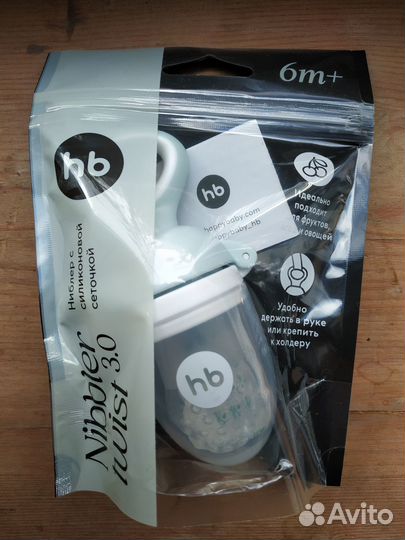 6m+
hb
Ниблер с
силиконовой
сеточкой
Nibbler
twist 3.0
hb
happybaby.com
happybaby_hb
Идеально
подходит
для фруктов,
и овощей
Удобно
держать в руке
или крепить
к холдеру
hb
Avito